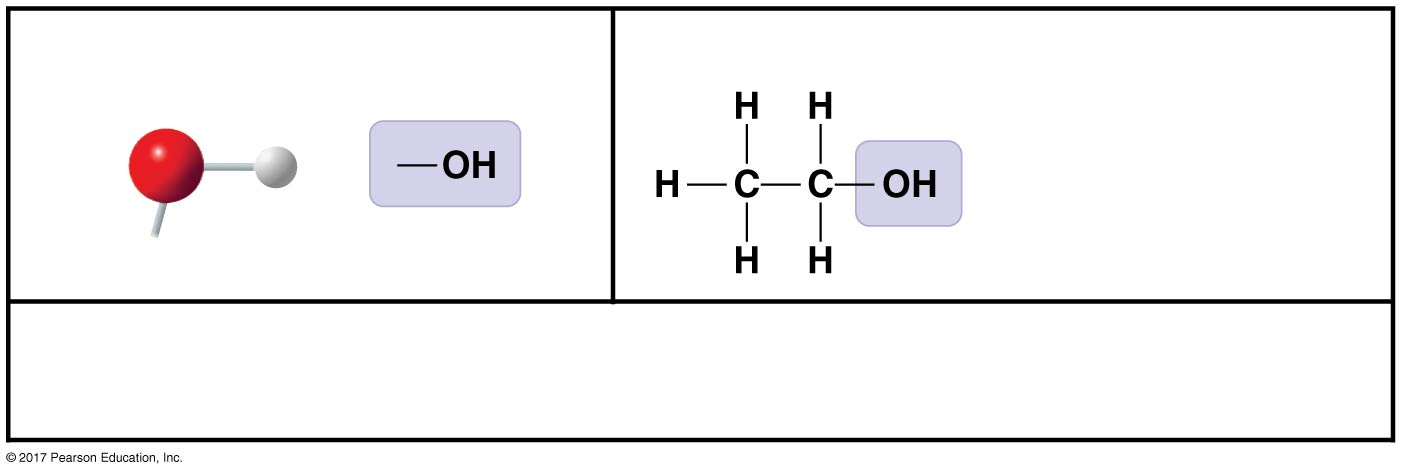 —OH
H H
H—C—C—OH
H H
© 2017 Pearson Education, Inc.